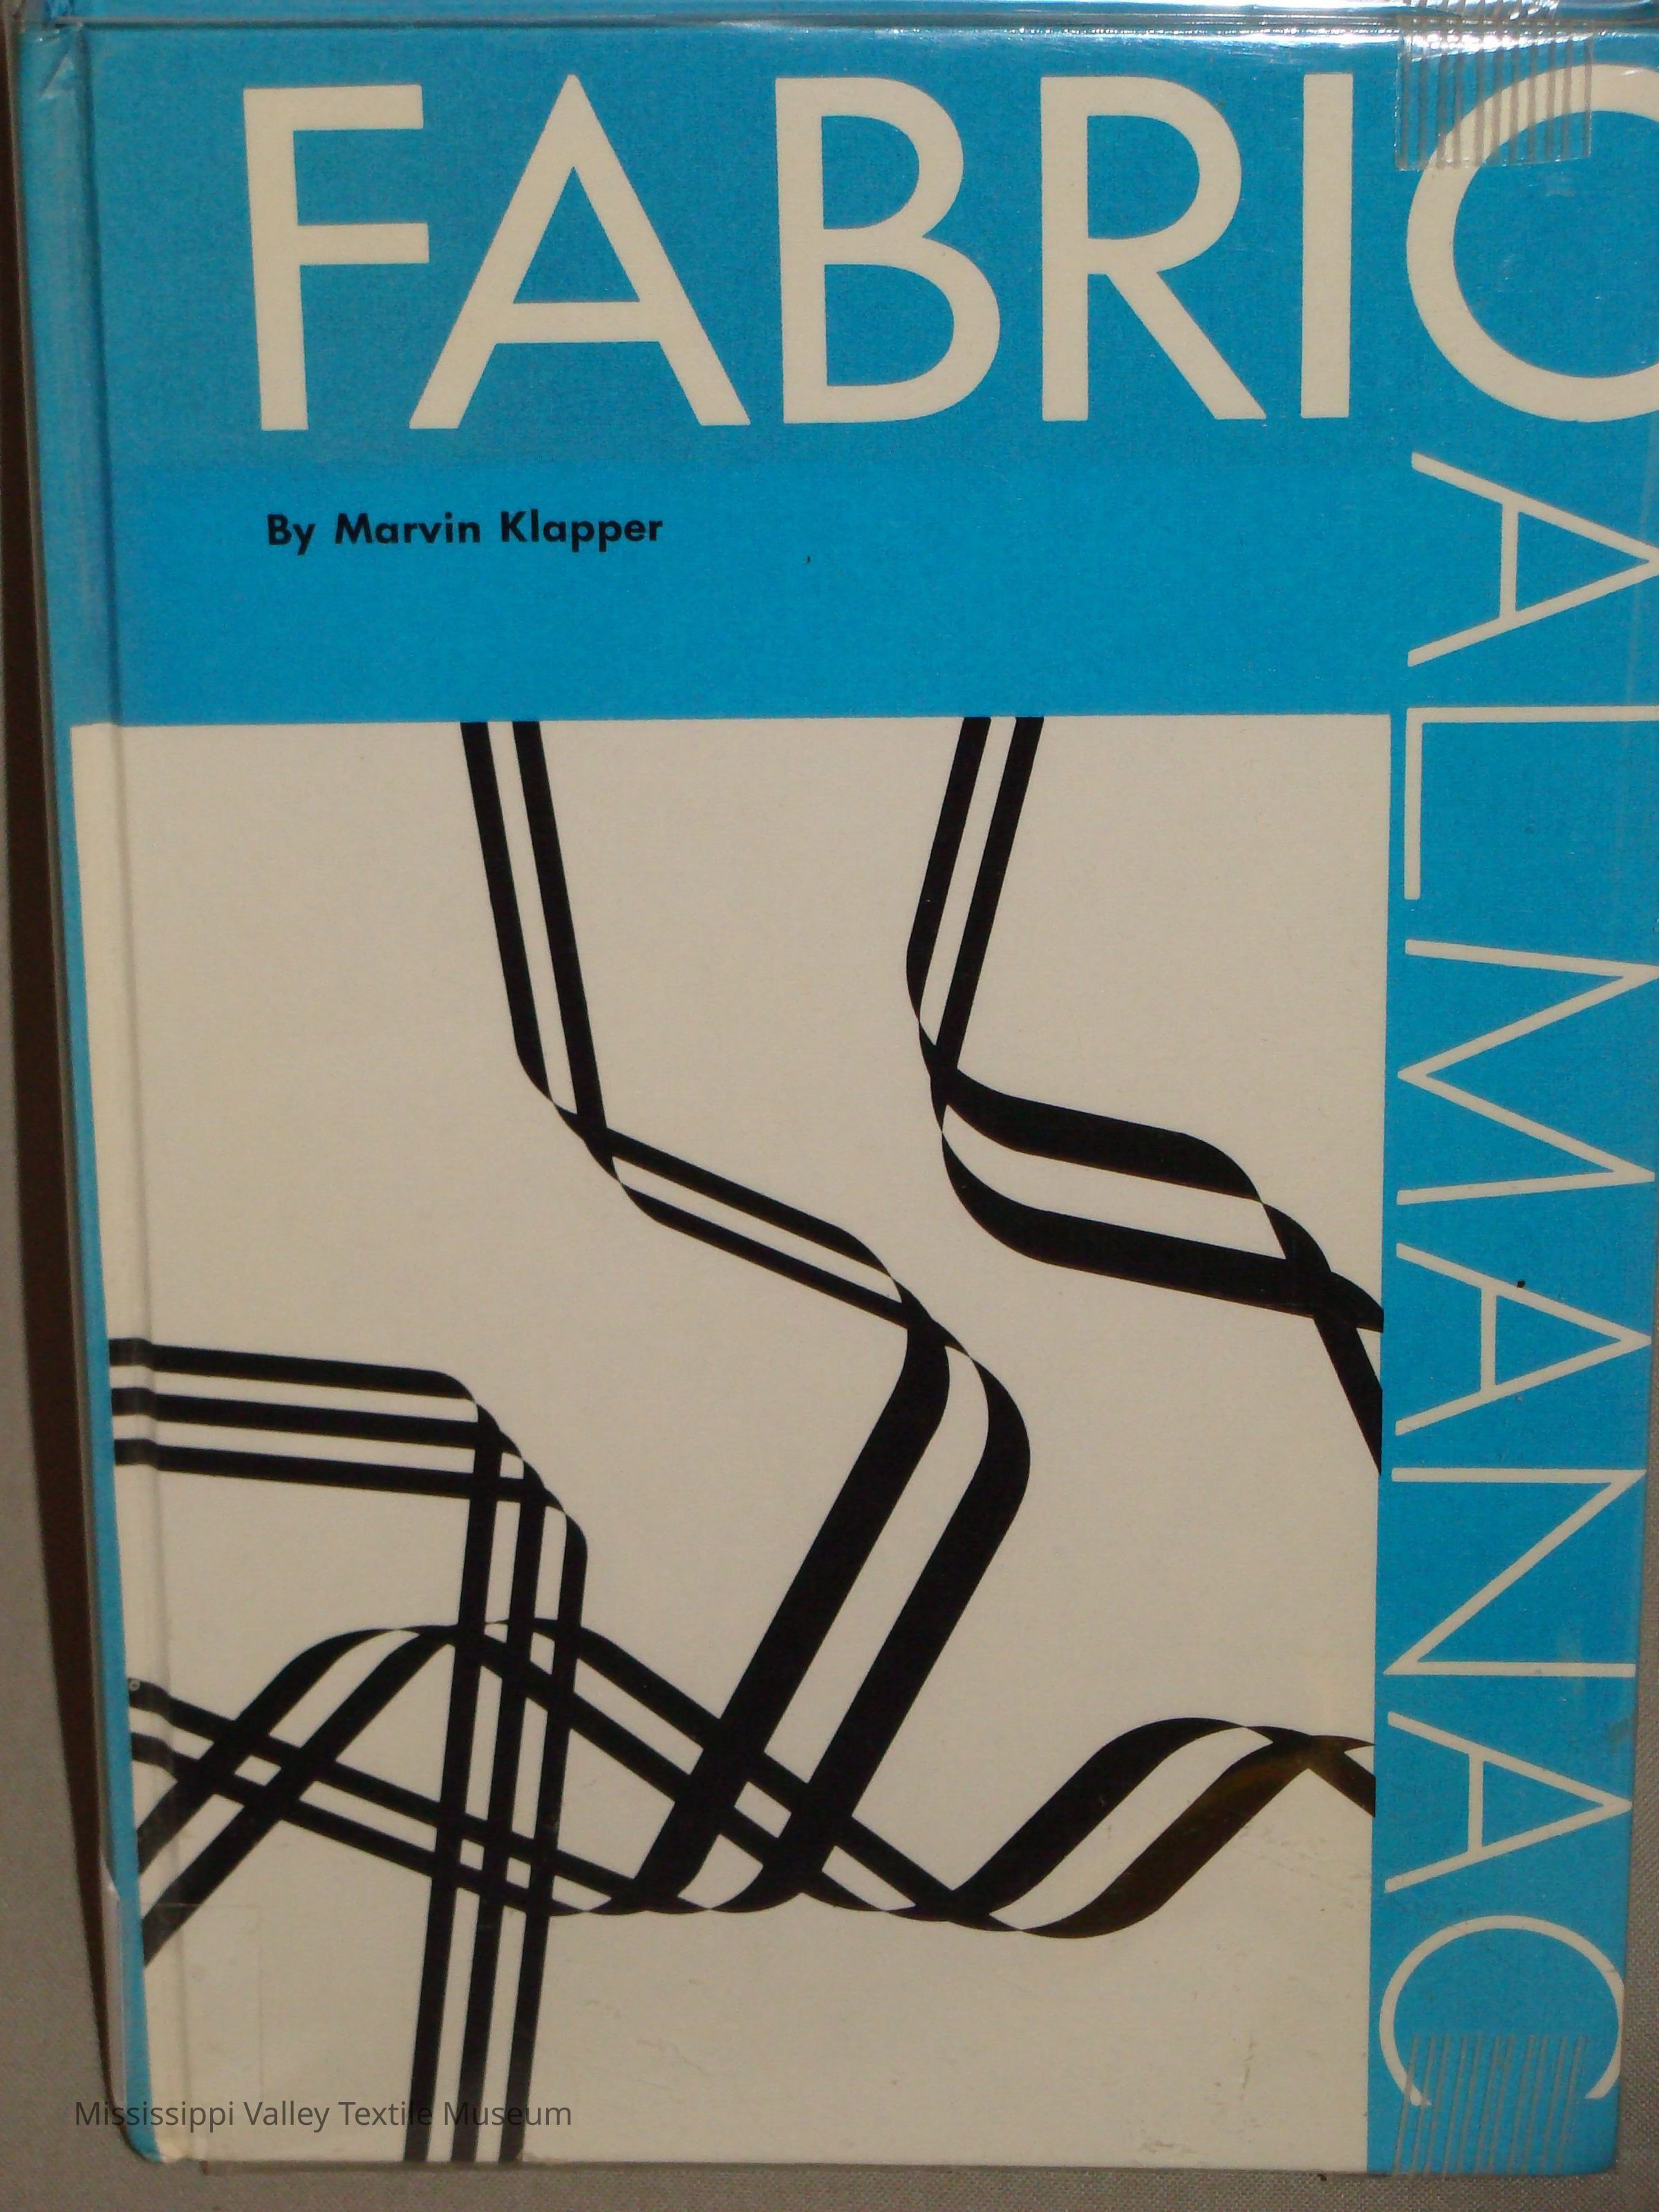 FABRIC
ALMANAC
By Marvin Klapper
Mississippi Valley Textile Museum